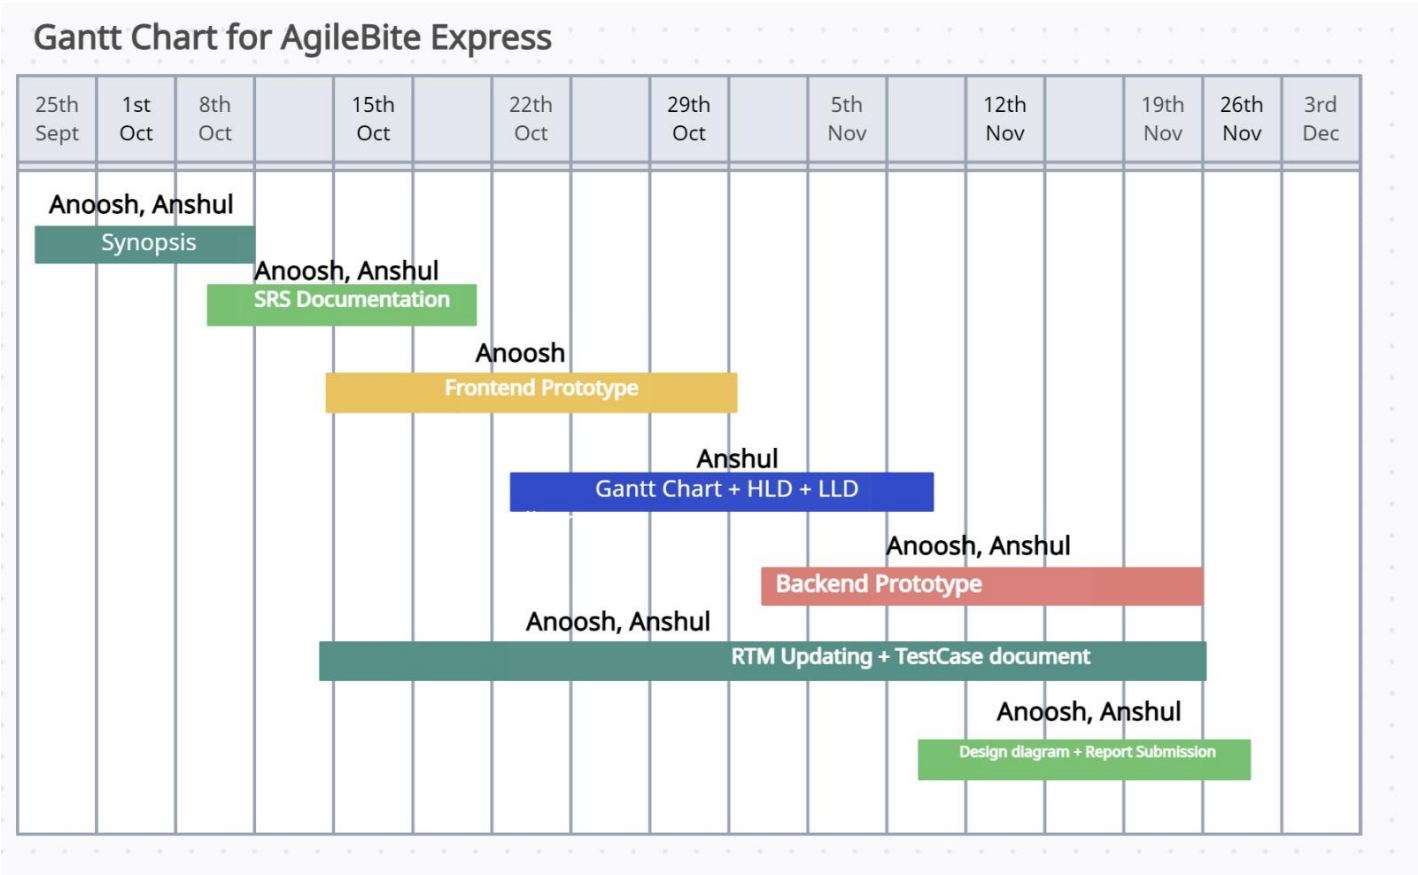 Gantt Chart for AgileBite Express
25th Sept
1st Oct
8th Oct
15th Oct
22th Oct
29th Oct
5th Nov
12th Nov
19th Nov
26th Nov
3rd Dec
Anoosh, Anshul
Synopsis
Anoosh, Anshul
SRS Documentation
Anoosh
Frontend Prototype
Anshul
Gantt Chart + HLD + LLD
Anoosh, Anshul
Backend Prototype
Anoosh, Anshul
RTM Updating + TestCase document
Anoosh, Anshul
Design diagram + Report Submission